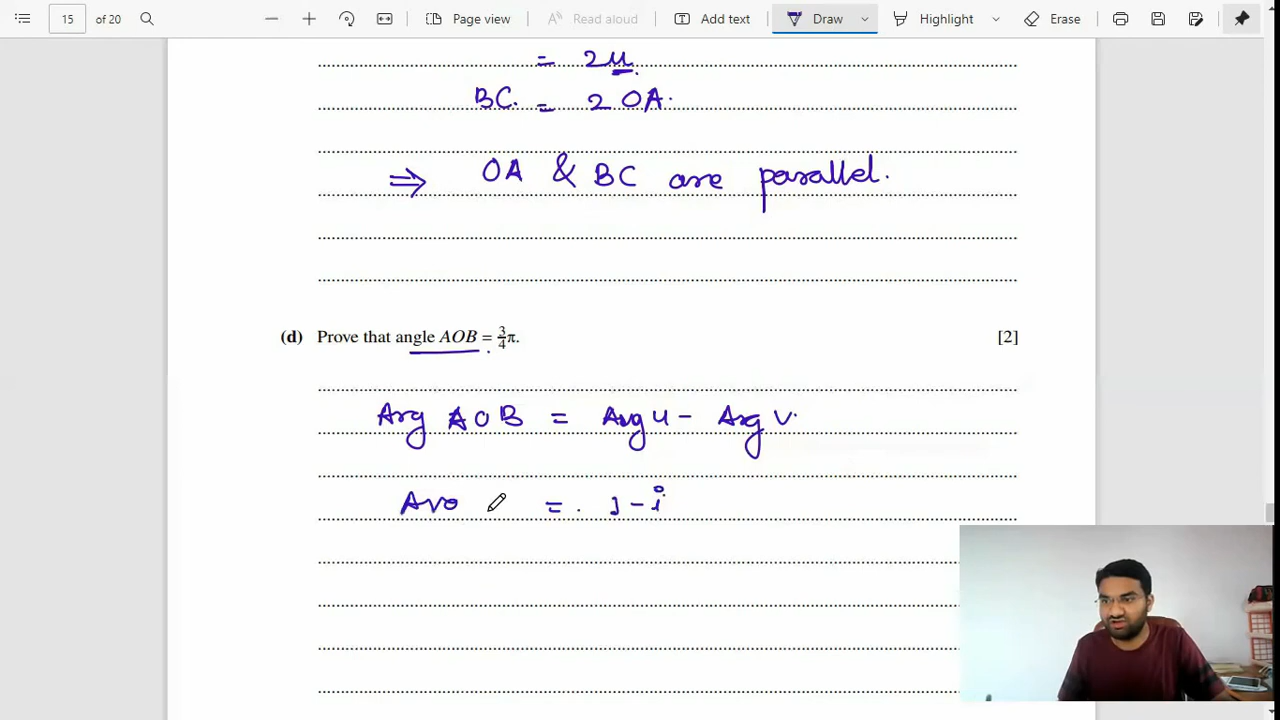 15 of 20 Page view Read aloud Add text Draw Highlight Erase
= 2u
BC. = 2 OA.
⇒ OA & BC are parallel.
(d) Prove that angle AOB = 3/4 π. [2]
Arg AOB = Arg u - Arg v.
= 1 - i